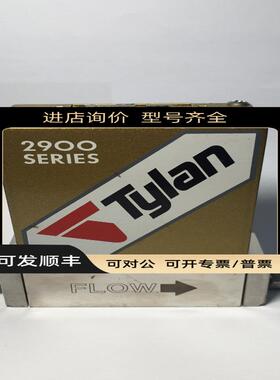 进店询价 型号齐全
2900
SERIES
Tylan
可发顺丰
可对公 可开专票/普票
FLOW